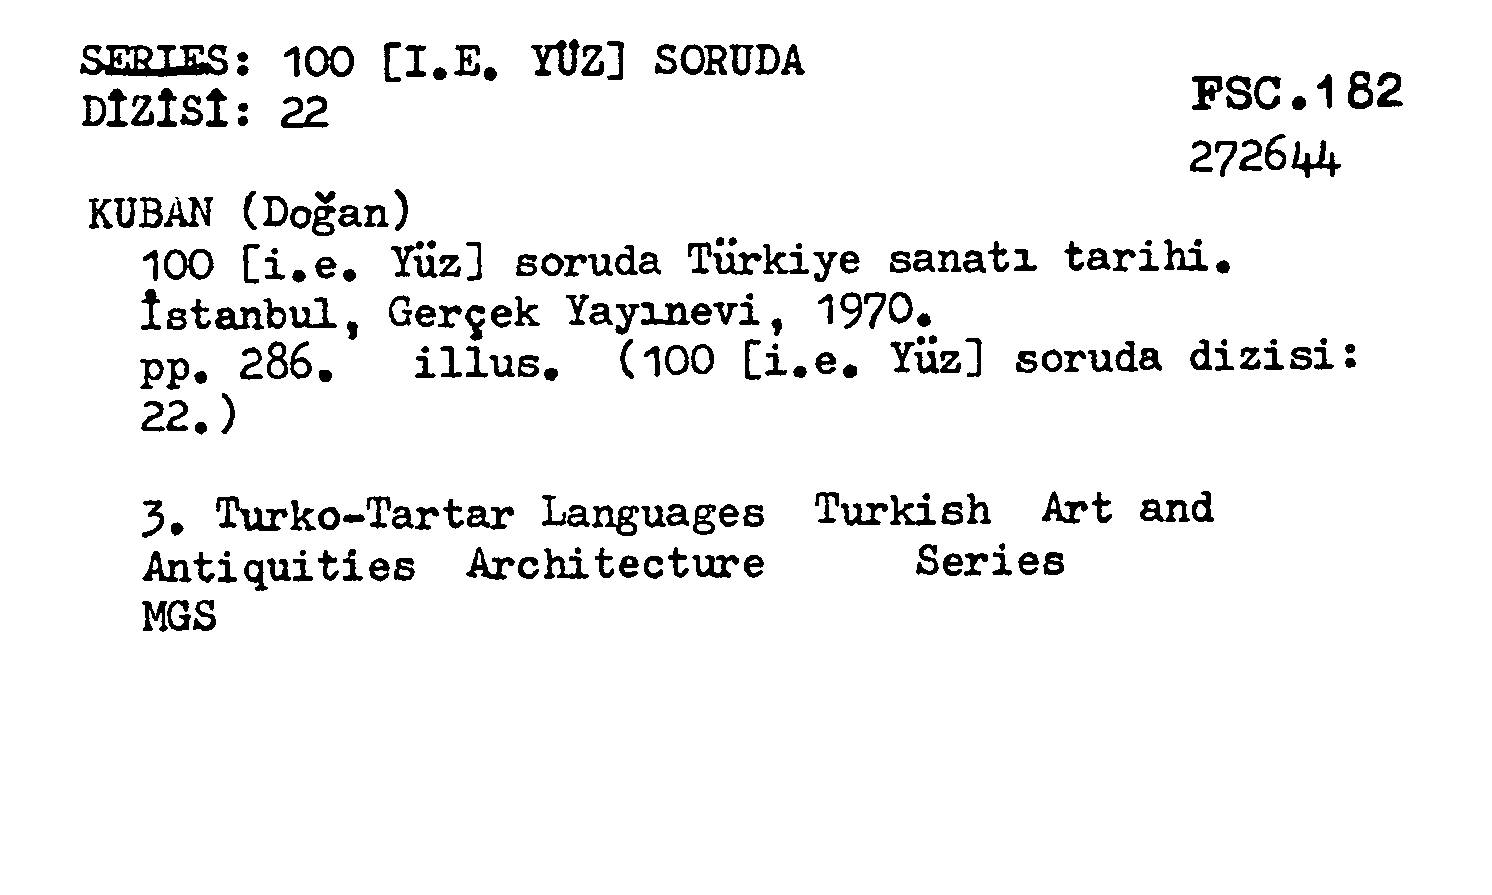 SERIES: 100 [I.E. YÜZ] SORUDA
DİZİSİ: 22
FSC.182
272644
KUBAN (Doğan)
100 [i.e. Yüz] soruda Türkiye sanatı tarihi.
İstanbul, Gerçek Yayınevi, 1970.
pp. 286. illus. (100 [i.e. Yüz] soruda dizisi:
22.)
3. Turko-Tartar Languages Turkish Art and
Antiquities Architecture Series
MGS